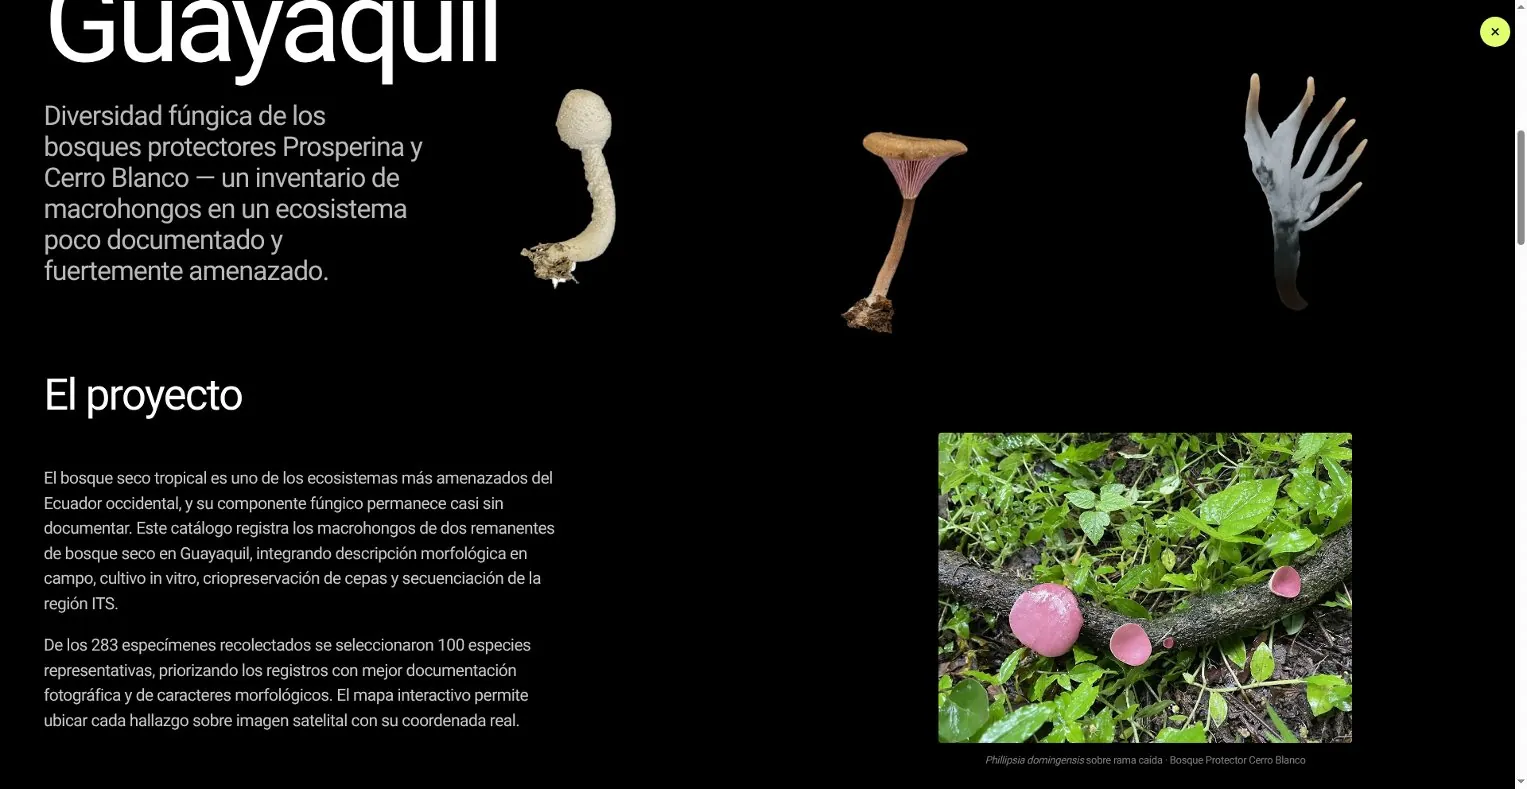 Guayaquil
Diversidad fúngica de los
bosques protectores Prosperina y
Cerro Blanco — un inventario de
macrohongos en un ecosistema
poco documentado y
fuertemente amenazado.
El proyecto
El bosque seco tropical es uno de los ecosistemas más amenazados del
Ecuador occidental, y su componente fúngico permanece casi sin
documentar. Este catálogo registra los macrohongos de dos remanentes
de bosque seco en Guayaquil, integrando descripción morfológica en
campo, cultivo in vitro, criopreservación de cepas y secuenciación de la
región ITS.
De los 283 especímenes recolectados se seleccionaron 100 especies
representativas, priorizando los registros con mejor documentación
fotográfica y de caracteres morfológicos. El mapa interactivo permite
ubicar cada hallazgo sobre imagen satelital con su coordenada real.
Phillipsia domingensis sobre rama caída · Bosque Protector Cerro Blanco